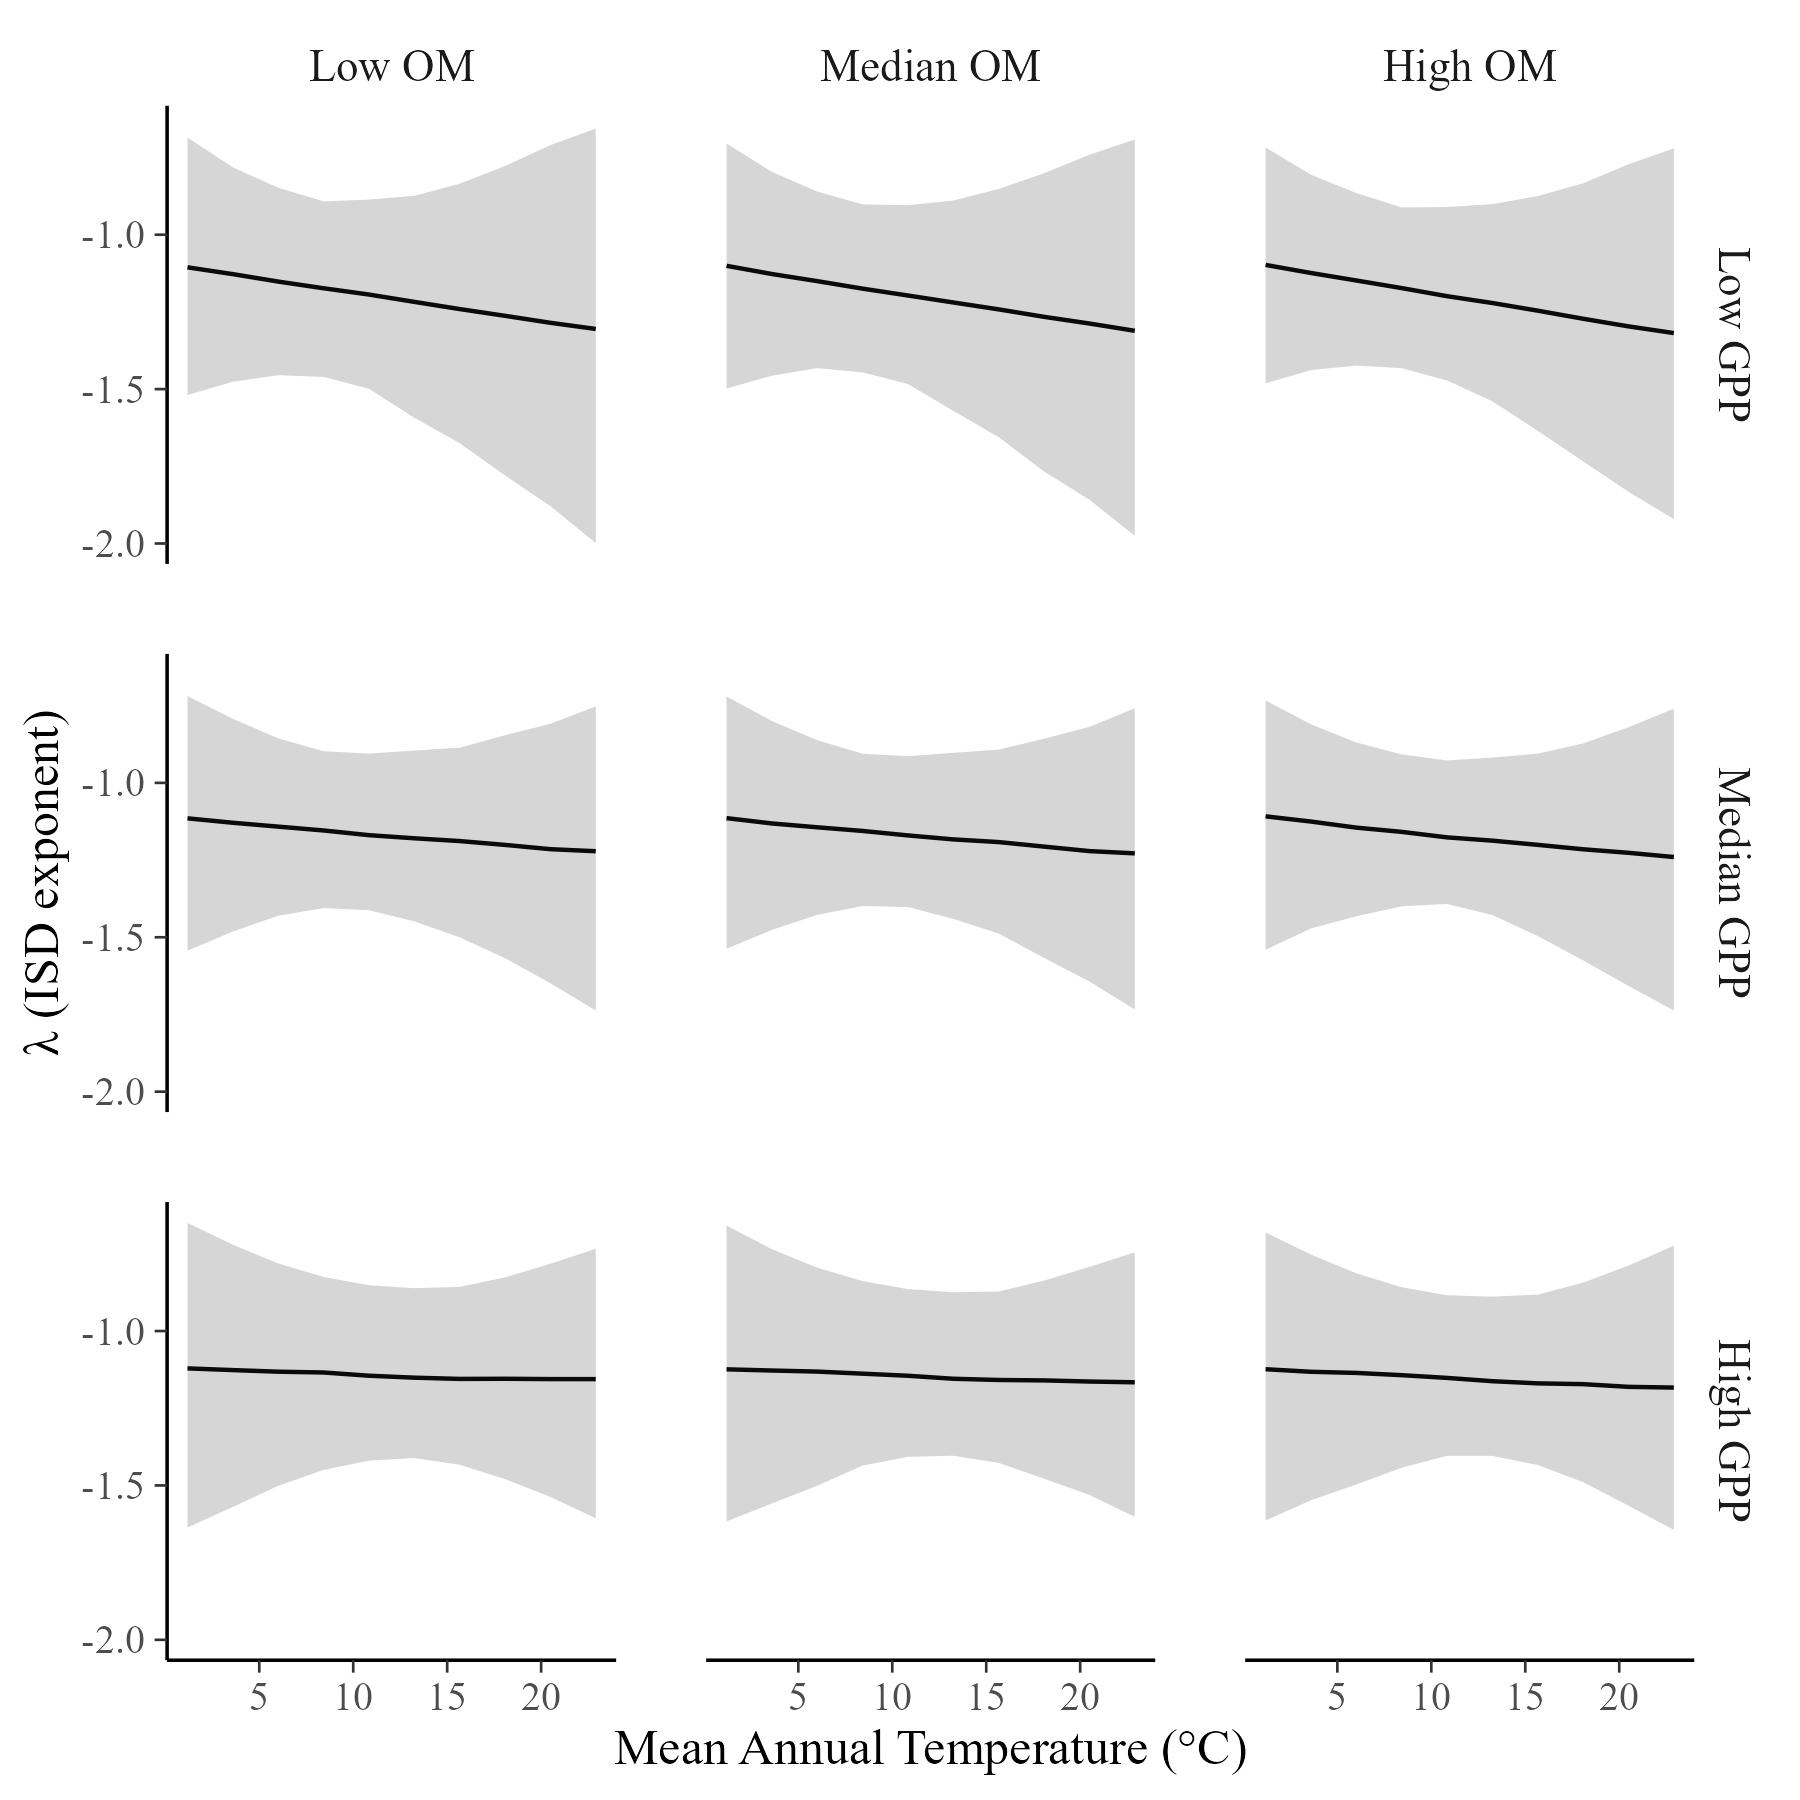 Low OM Median OM High OM
-1.0
-1.5
-2.0
Low GPP
λ (ISD exponent)
-1.0
-1.5
-2.0
Median GPP
-1.0
-1.5
-2.0
High GPP
5 10 15 20 5 10 15 20 5 10 15 20
Mean Annual Temperature (°C)